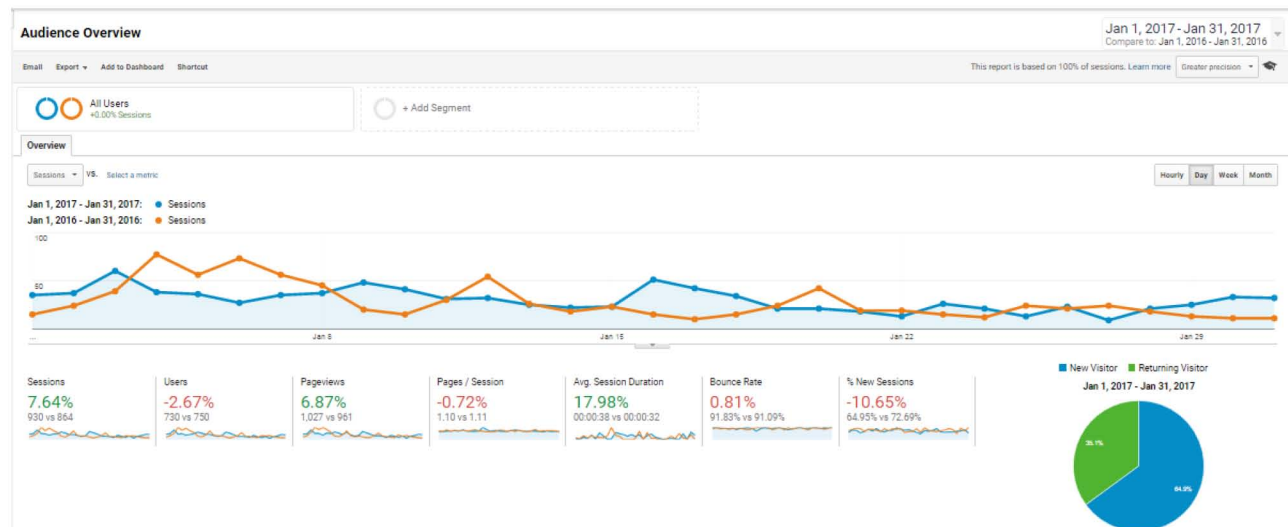 Audience Overview
Jan 1, 2017 - Jan 31, 2017
Compare to: Jan 1, 2016 - Jan 31, 2016
Email Export Add to Dashboard Shortcut
This report is based on 100% of sessions. Learn more Greater precision
All Users
+0.00% Sessions
+ Add Segment
Overview
Sessions VS. Select a metric
Hourly Day Week Month
Jan 1, 2017 - Jan 31, 2017: Sessions
Jan 1, 2016 - Jan 31, 2016: Sessions
100
50
... Jan 8 Jan 15 Jan 22 Jan 29
Sessions
7.64%
930 vs 864
Users
-2.67%
730 vs 750
Pageviews
6.87%
1,027 vs 961
Pages / Session
-0.72%
1.10 vs 1.11
Avg. Session Duration
17.98%
00:00:38 vs 00:00:32
Bounce Rate
0.81%
91.83% vs 91.09%
% New Sessions
-10.65%
64.95% vs 72.69%
New Visitor Returning Visitor
Jan 1, 2017 - Jan 31, 2017
35.1%
64.9%